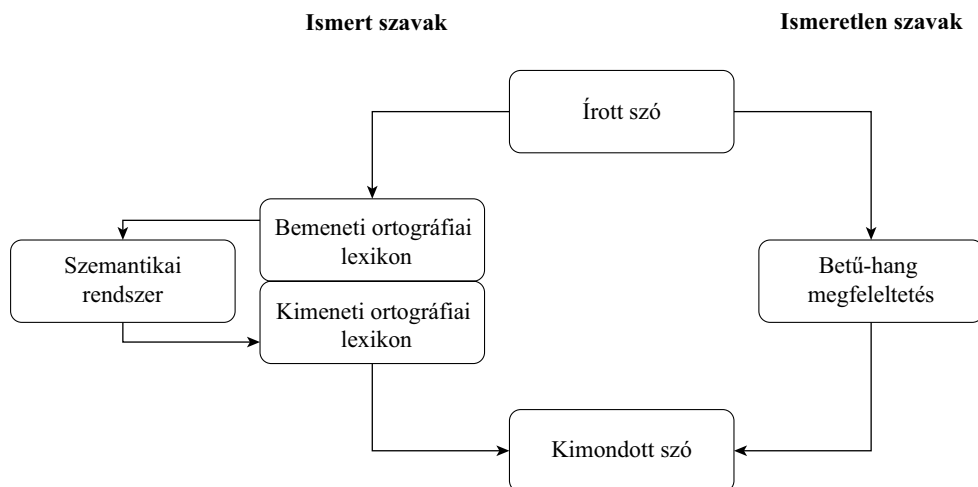 Ismert szavak
Ismeretlen szavak
Írott szó
Bemeneti ortográfiai
lexikon
Szemantikai
rendszer
Betű-hang
megfeleltetés
Kimeneti ortográfiai
lexikon
Kimondott szó